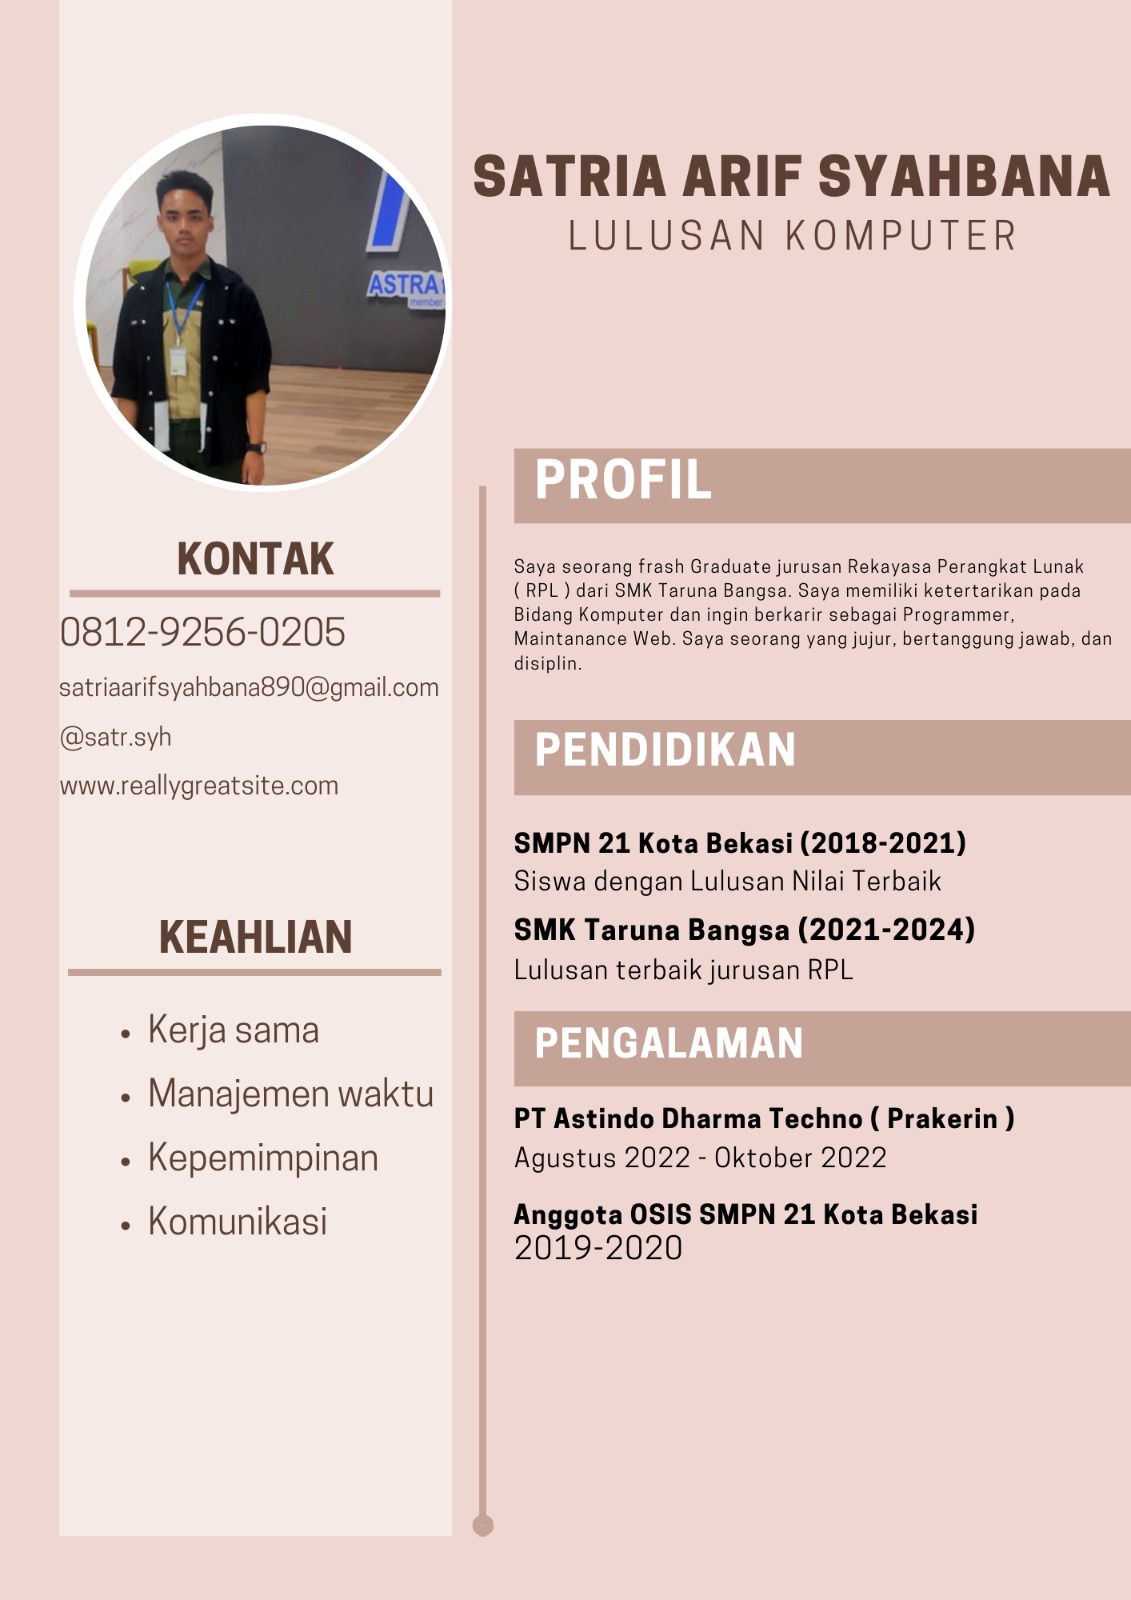 ASTRA
member
SATRIA ARIF SYAHBANA
LULUSAN KOMPUTER
KONTAK
0812-9256-0205
satriaarifsyahbana890@gmail.com
@satr.syh
www.reallygreatsite.com
KEAHLIAN
• Kerja sama
• Manajemen waktu
• Kepemimpinan
• Komunikasi
PROFIL
Saya seorang frash Graduate jurusan Rekayasa Perangkat Lunak
( RPL ) dari SMK Taruna Bangsa. Saya memiliki ketertarikan pada
Bidang Komputer dan ingin berkarir sebagai Programmer,
Maintanance Web. Saya seorang yang jujur, bertanggung jawab, dan
disiplin.
PENDIDIKAN
SMPN 21 Kota Bekasi (2018-2021)
Siswa dengan Lulusan Nilai Terbaik
SMK Taruna Bangsa (2021-2024)
Lulusan terbaik jurusan RPL
PENGALAMAN
PT Astindo Dharma Techno ( Prakerin )
Agustus 2022 - Oktober 2022
Anggota OSIS SMPN 21 Kota Bekasi
2019-2020